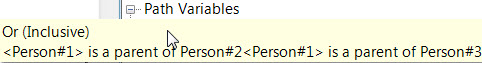 Path Variables
Or (Inclusive)
<Person#1> is a parent of Person#2<Person#1> is a parent of Person#3